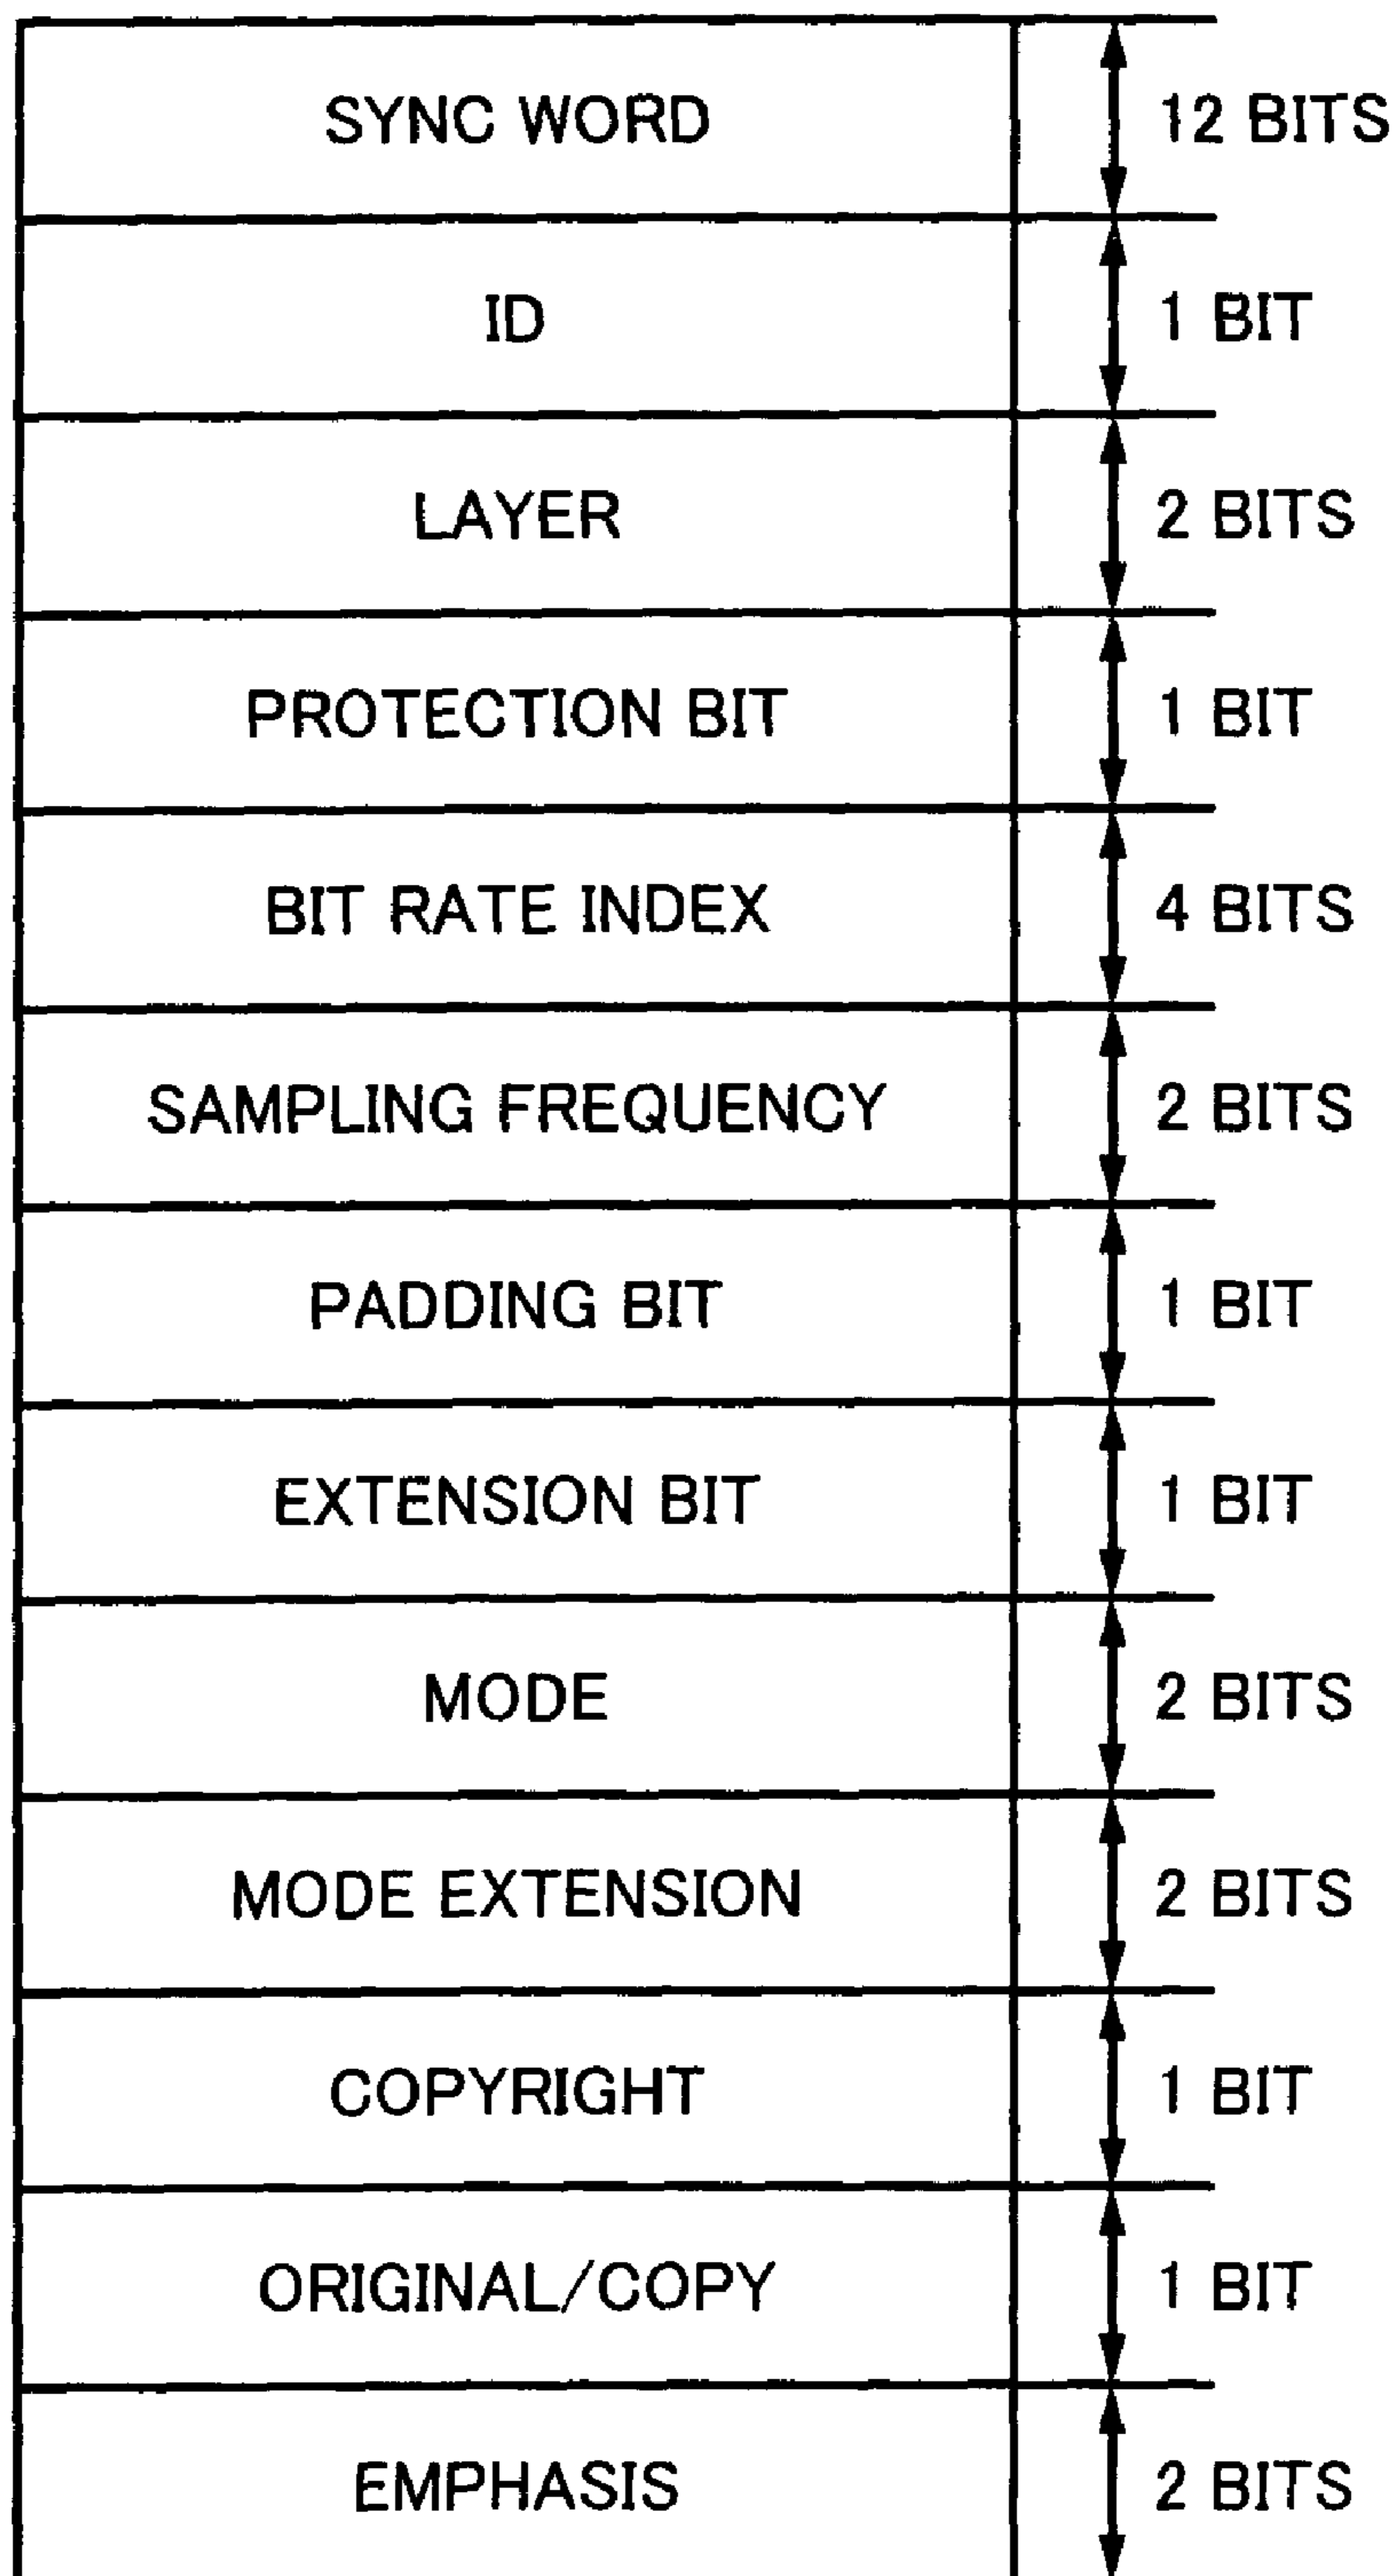 SYNC WORD 12 BITS
ID 1 BIT
LAYER 2 BITS
PROTECTION BIT 1 BIT
BIT RATE INDEX 4 BITS
SAMPLING FREQUENCY 2 BITS
PADDING BIT 1 BIT
EXTENSION BIT 1 BIT
MODE 2 BITS
MODE EXTENSION 2 BITS
COPYRIGHT 1 BIT
ORIGINAL/COPY 1 BIT
EMPHASIS 2 BITS